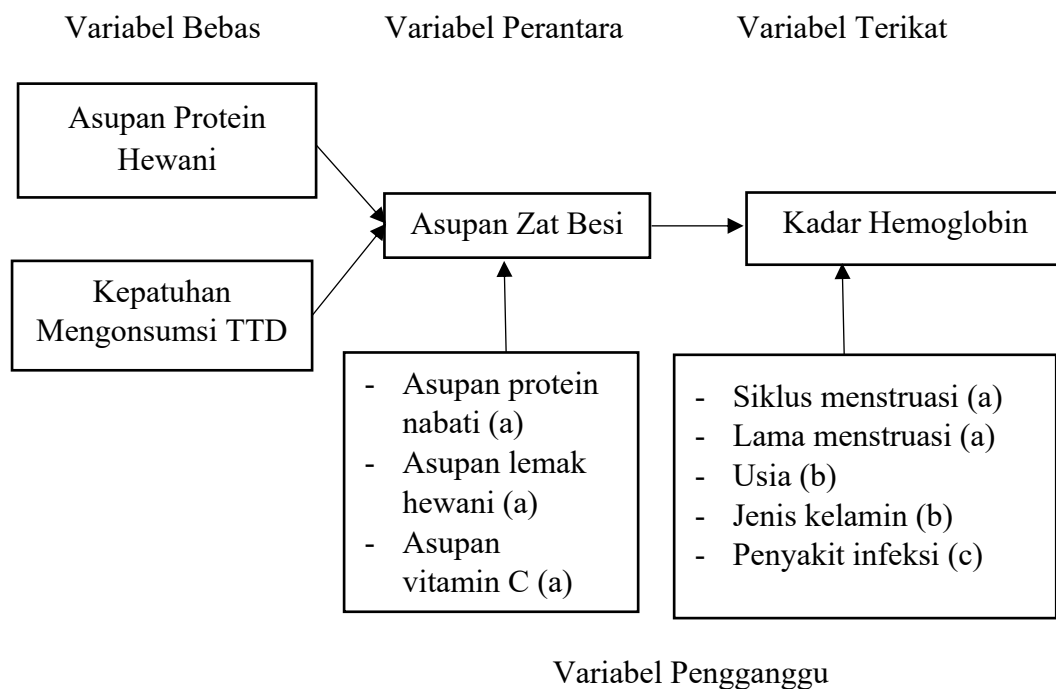 Variabel Bebas
Variabel Perantara
Variabel Terikat
Asupan Protein
Hewani
Asupan Zat Besi
Kadar Hemoglobin
Kepatuhan
Mengonsumsi TTD
- Asupan protein
nabati (a)
- Asupan lemak
hewani (a)
- Asupan
vitamin C (a)
- Siklus menstruasi (a)
- Lama menstruasi (a)
- Usia (b)
- Jenis kelamin (b)
- Penyakit infeksi (c)
Variabel Pengganggu